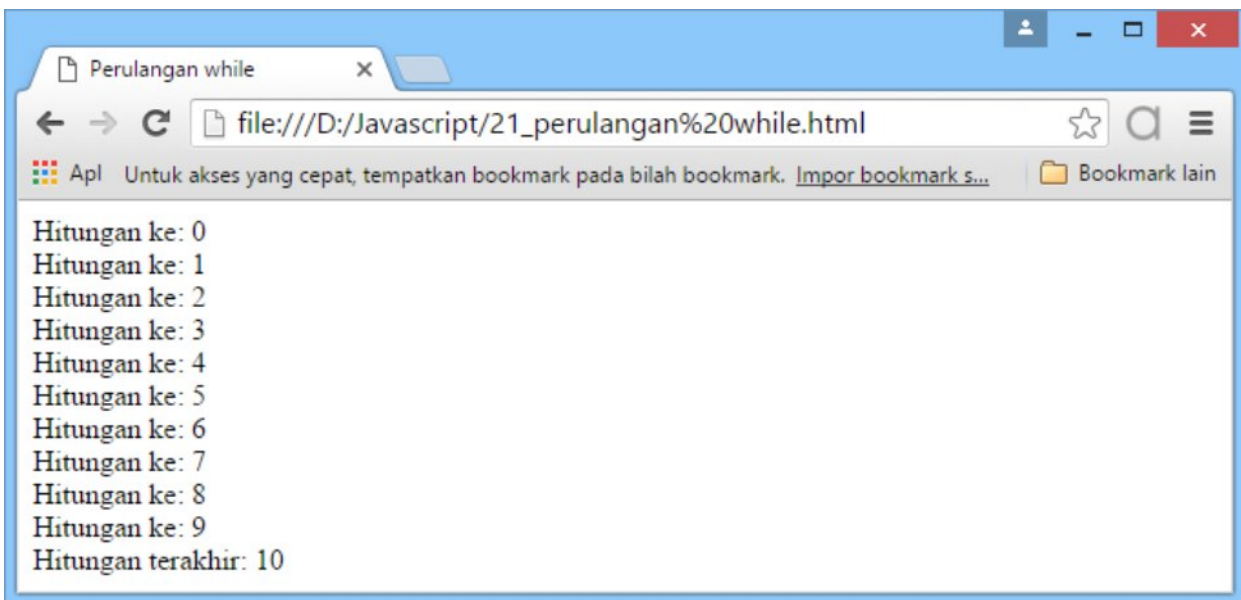 Perulangan while
file:///D:/Javascript/21_perulangan%20while.html
Apl Untuk akses yang cepat, tempatkan bookmark pada bilah bookmark. Impor bookmark s... Bookmark lain
Hitungan ke: 0
Hitungan ke: 1
Hitungan ke: 2
Hitungan ke: 3
Hitungan ke: 4
Hitungan ke: 5
Hitungan ke: 6
Hitungan ke: 7
Hitungan ke: 8
Hitungan ke: 9
Hitungan terakhir: 10